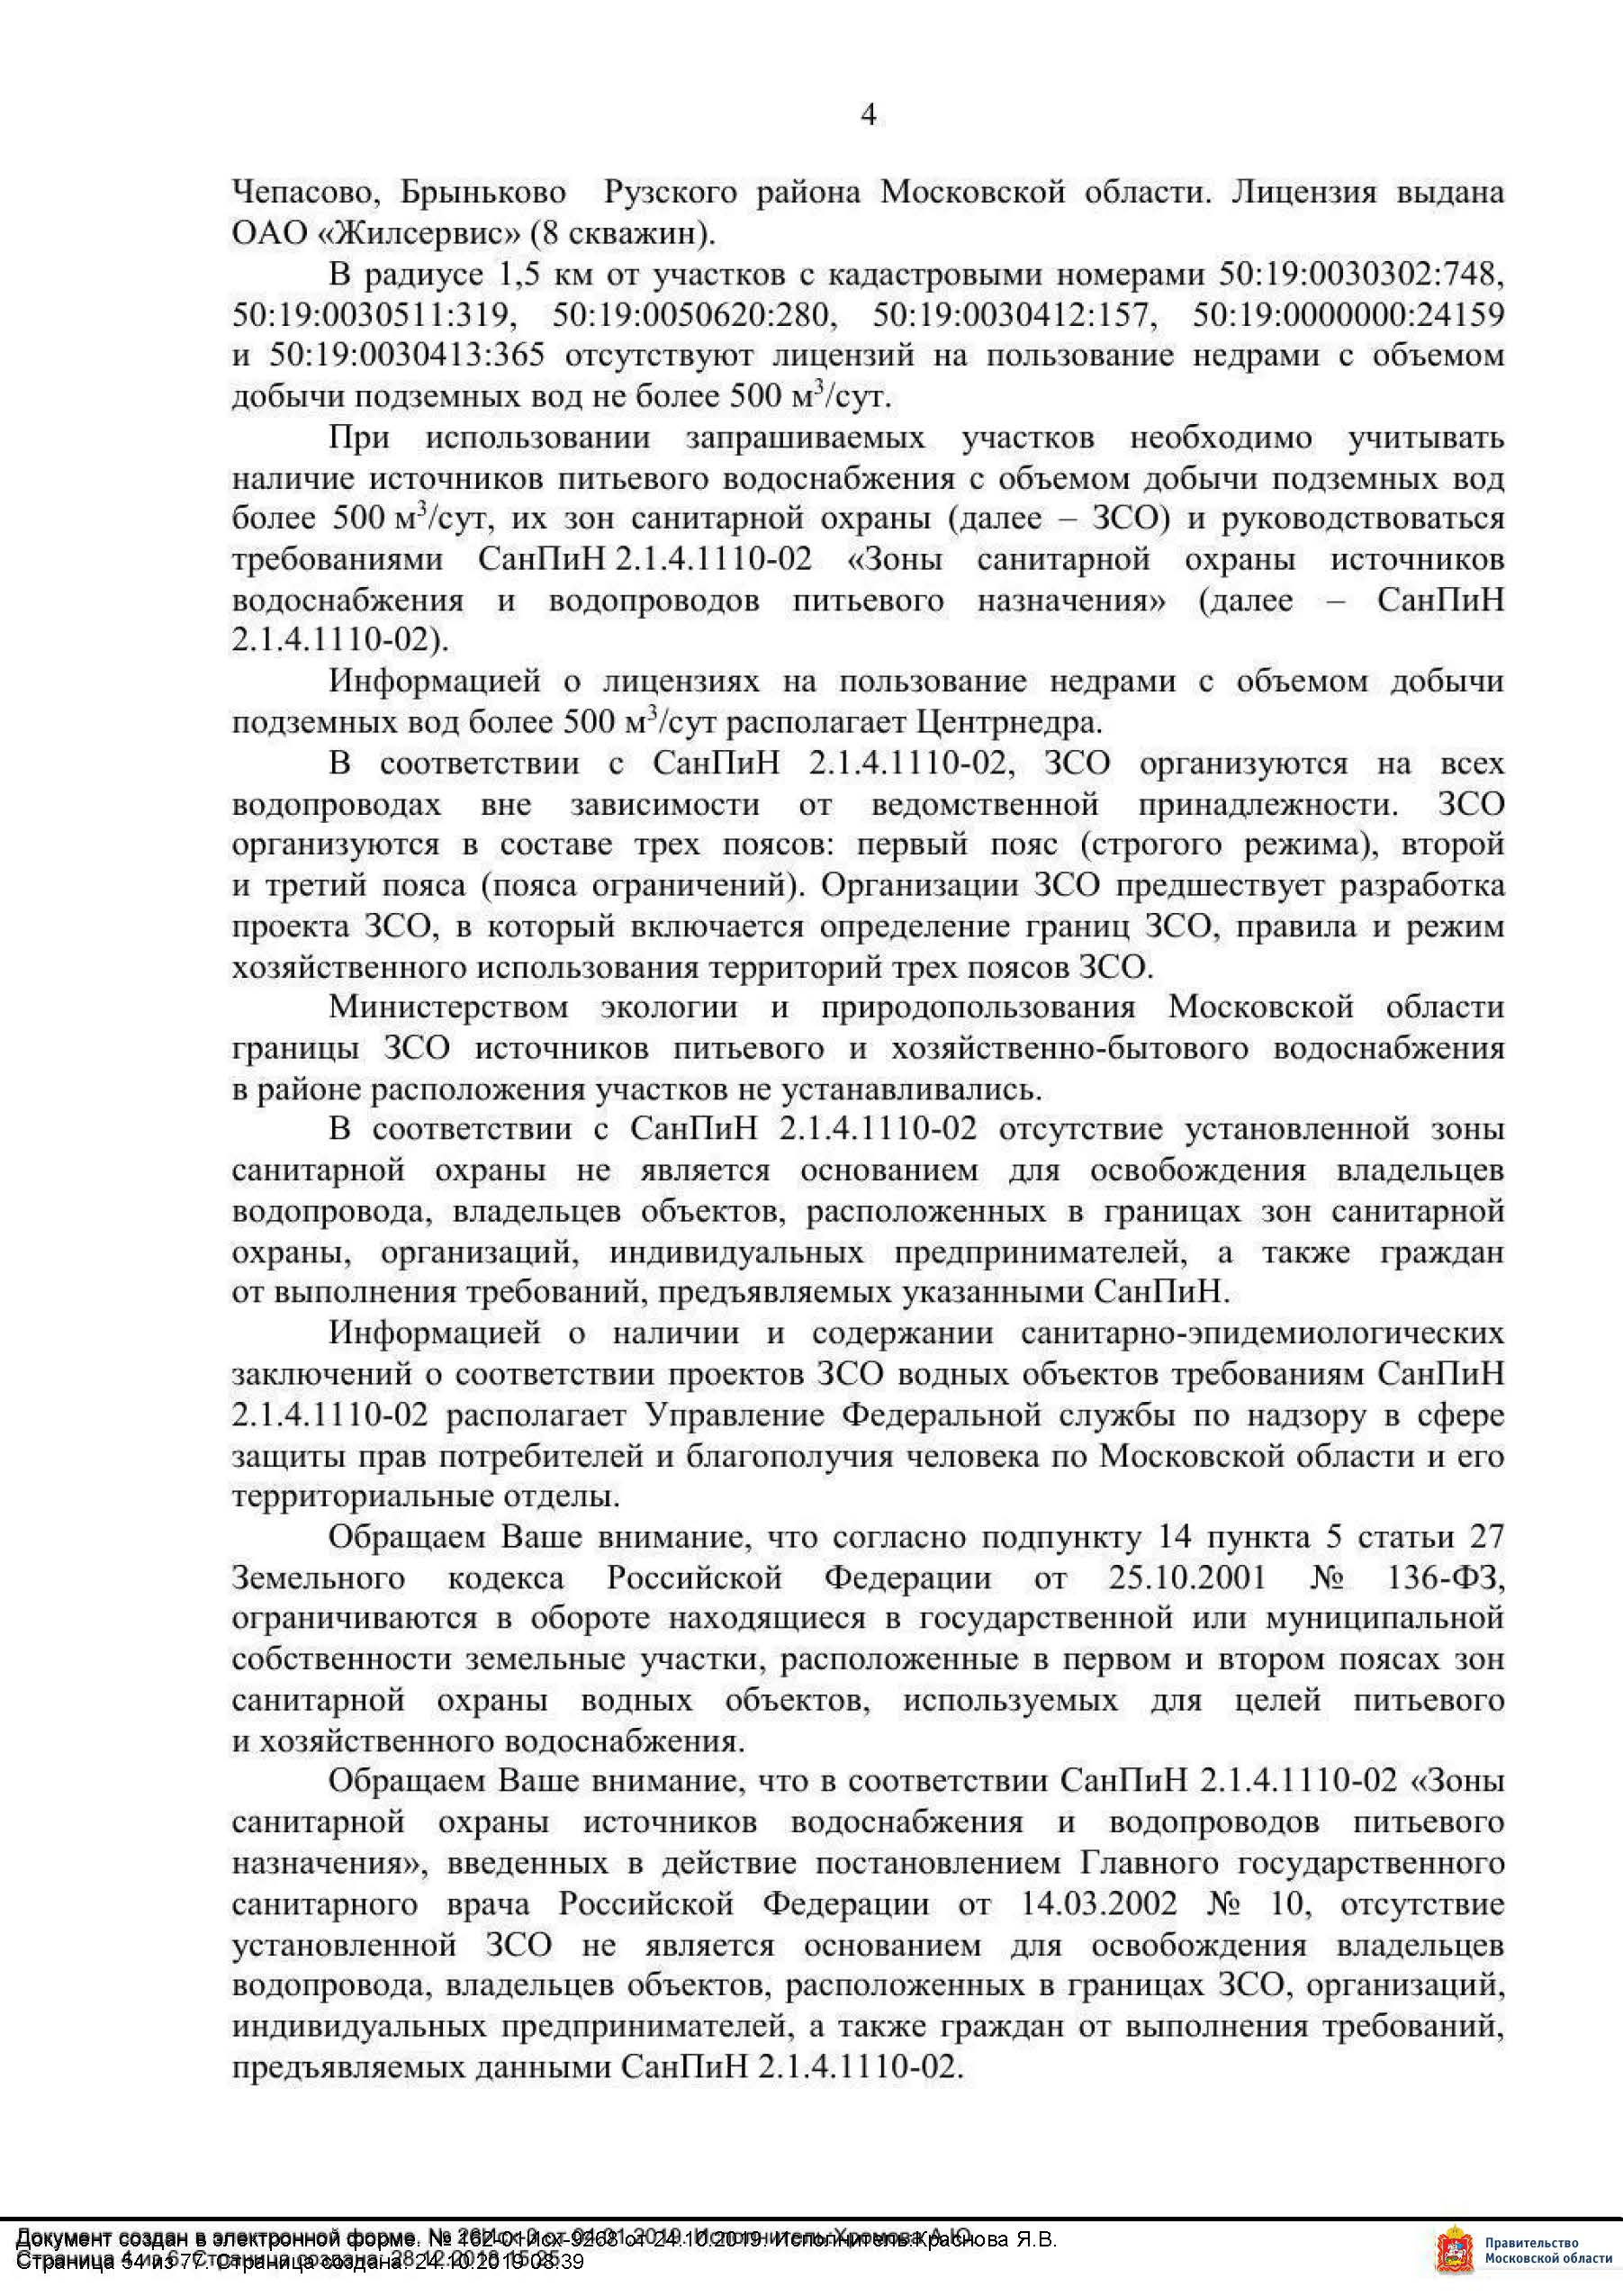 4
Чепасово, Брыньково Рузского района Московской области. Лицензия выдана
ОАО «Жилсервис» (8 скважин).
В радиусе 1,5 км от участков с кадастровыми номерами 50:19:0030302:748,
50:19:0030511:319, 50:19:0050620:280, 50:19:0030412:157, 50:19:0000000:24159
и 50:19:0030413:365 отсутствуют лицензий на пользование недрами с объемом
добычи подземных вод не более 500 м³/сут.
При использовании запрашиваемых участков необходимо учитывать
наличие источников питьевого водоснабжения с объемом добычи подземных вод
более 500 м³/сут, их зон санитарной охраны (далее – ЗСО) и руководствоваться
требованиями СанПиН 2.1.4.1110-02 «Зоны санитарной охраны источников
водоснабжения и водопроводов питьевого назначения» (далее – СанПиН
2.1.4.1110-02).
Информацией о лицензиях на пользование недрами с объемом добычи
подземных вод более 500 м³/сут располагает Центрнедра.
В соответствии с СанПиН 2.1.4.1110-02, ЗСО организуются на всех
водопроводах вне зависимости от ведомственной принадлежности. ЗСО
организуются в составе трех поясов: первый пояс (строгого режима), второй
и третий пояса (пояса ограничений). Организации ЗСО предшествует разработка
проекта ЗСО, в который включается определение границ ЗСО, правила и режим
хозяйственного использования территорий трех поясов ЗСО.
Министерством экологии и природопользования Московской области
границы ЗСО источников питьевого и хозяйственно-бытового водоснабжения
в районе расположения участков не устанавливались.
В соответствии с СанПиН 2.1.4.1110-02 отсутствие установленной зоны
санитарной охраны не является основанием для освобождения владельцев
водопровода, владельцев объектов, расположенных в границах зон санитарной
охраны, организаций, индивидуальных предпринимателей, а также граждан
от выполнения требований, предъявляемых указанными СанПиН.
Информацией о наличии и содержании санитарно-эпидемиологических
заключений о соответствии проектов ЗСО водных объектов требованиям СанПиН
2.1.4.1110-02 располагает Управление Федеральной службы по надзору в сфере
защиты прав потребителей и благополучия человека по Московской области и его
территориальные отделы.
Обращаем Ваше внимание, что согласно подпункту 14 пункта 5 статьи 27
Земельного кодекса Российской Федерации от 25.10.2001 № 136-ФЗ,
ограничиваются в обороте находящиеся в государственной или муниципальной
собственности земельные участки, расположенные в первом и втором поясах зон
санитарной охраны водных объектов, используемых для целей питьевого
и хозяйственного водоснабжения.
Обращаем Ваше внимание, что в соответствии СанПиН 2.1.4.1110-02 «Зоны
санитарной охраны источников водоснабжения и водопроводов питьевого
назначения», введенных в действие постановлением Главного государственного
санитарного врача Российской Федерации от 14.03.2002 № 10, отсутствие
установленной ЗСО не является основанием для освобождения владельцев
водопровода, владельцев объектов, расположенных в границах ЗСО, организаций,
индивидуальных предпринимателей, а также граждан от выполнения требований,
предъявляемых данными СанПиН 2.1.4.1110-02.
Документ создан в электронной форме. № от 24.10.2019. Исполнитель:Краснова Я.В.
Страница 54 из 77. Страница создана: 24.10.2019 08:39
Правительство
Московской области